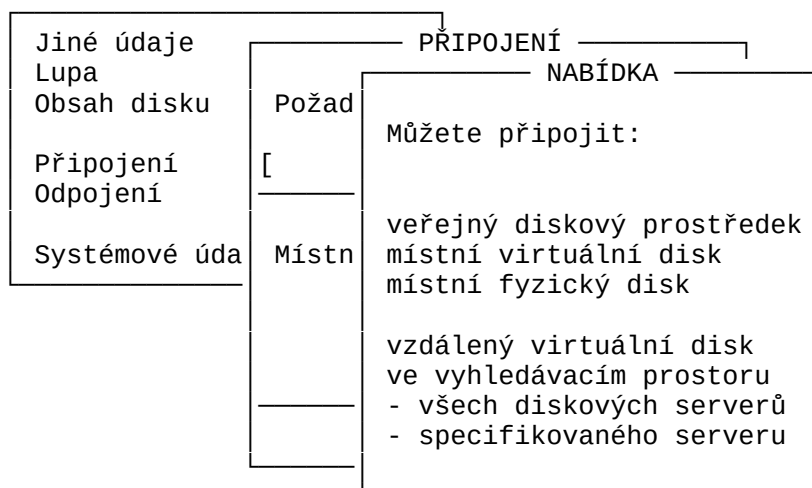 Jiné údaje
Lupa
Obsah disku
Připojení
Odpojení
Systémové úda
PŘIPOJENÍ
Požad
[
Místn
NABÍDKA
Můžete připojit:
veřejný diskový prostředek
místní virtuální disk
místní fyzický disk
vzdálený virtuální disk
ve vyhledávacím prostoru
- všech diskových serverů
- specifikovaného serveru